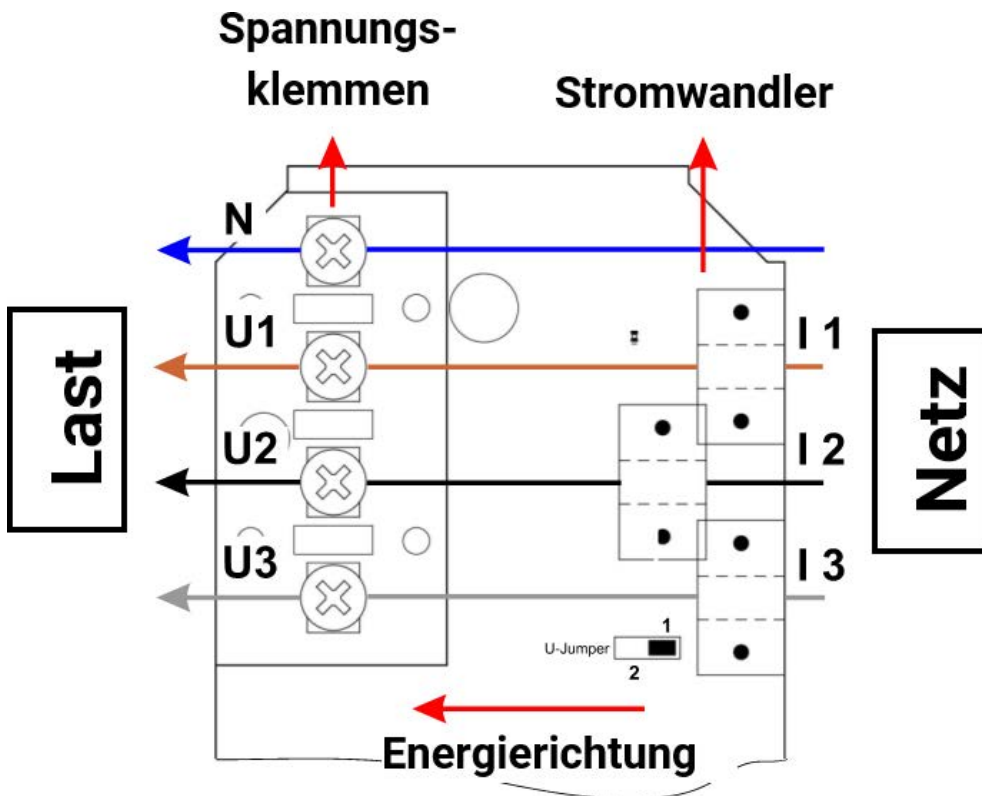 Spannungs-
klemmen
Stromwandler
N
U1
I 1
Last
Netz
U2
I 2
U3
I 3
1
U-Jumper
2
Energierichtung